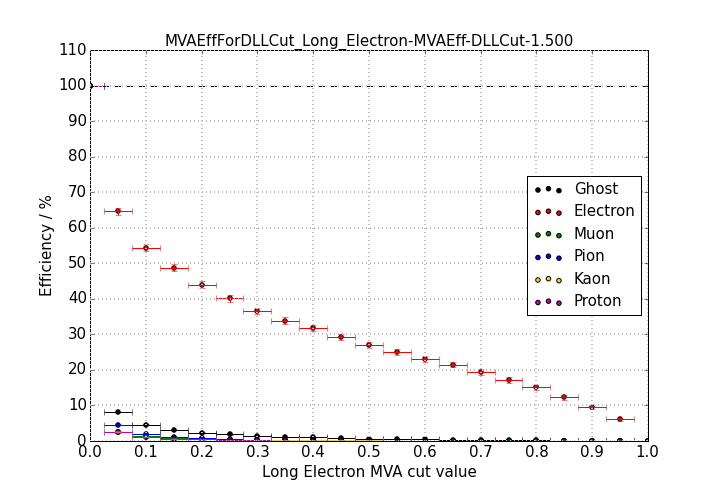 MVAEffForDLLCut_Long_Electron-MVAEff-DLLCut-1.500
110
100
90
80
70
60
50
40
30
20
10
0
Efficiency / %
Ghost
Electron
Muon
Pion
Kaon
Proton
0.0 0.1 0.2 0.3 0.4 0.5 0.6 0.7 0.8 0.9 1.0
Long Electron MVA cut value